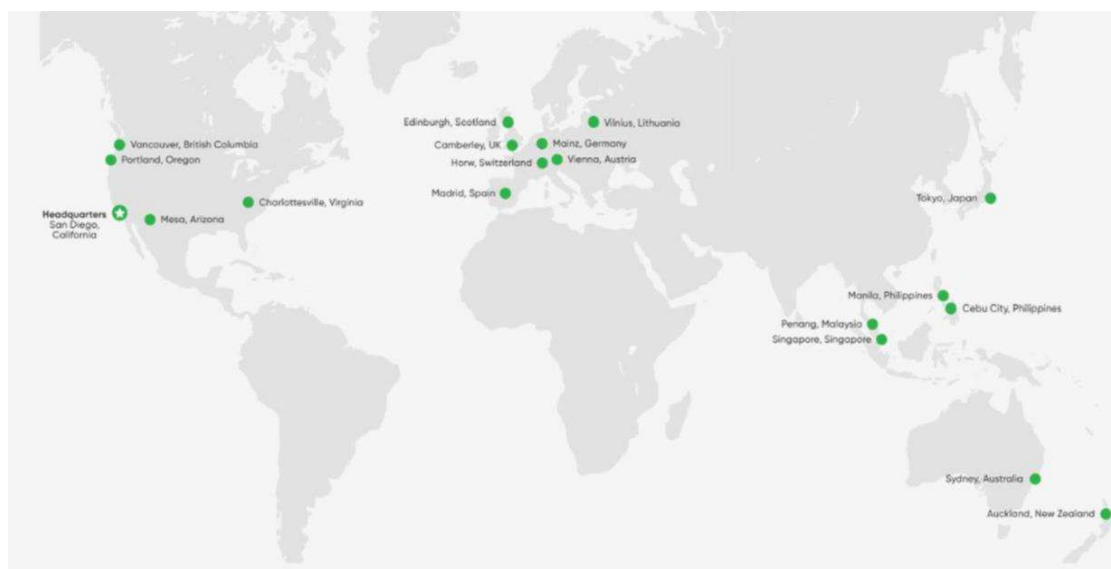 Edinburgh, Scotland
Vilnius, Lithuania
Vancouver, British Columbia
Camberley, UK
Mainz, Germany
Portland, Oregon
Horw, Switzerland
Vienna, Austria
Madrid, Spain
Charlottesville, Virginia
Tokyo, Japan
Headquarters
San Diego,
California
Mesa, Arizona
Manila, Philippines
Cebu City, Philippines
Penang, Malaysia
Singapore, Singapore
Sydney, Australia
Auckland, New Zealand